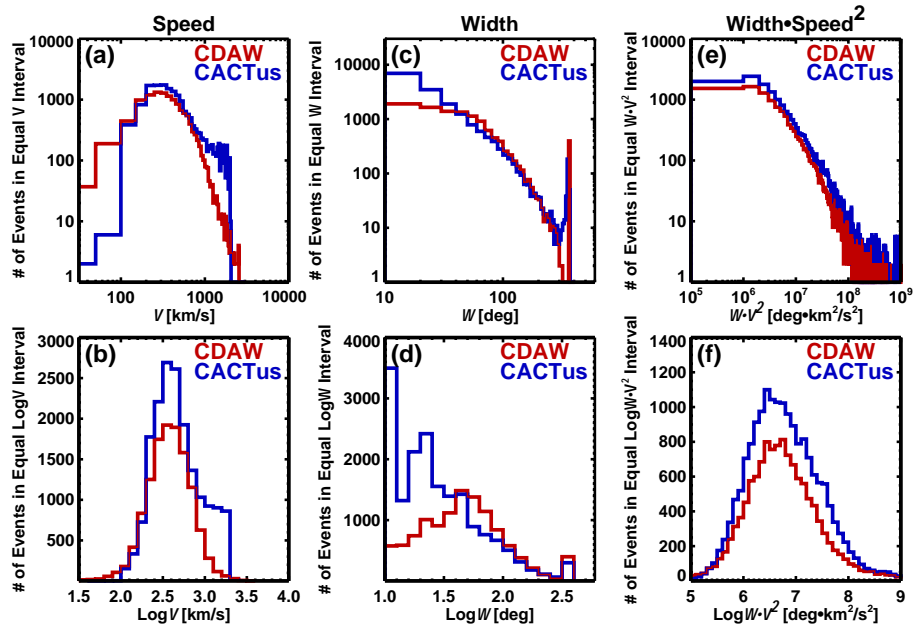 Speed
Width
Width•Speed²
(a)
CDAW
CACTus
# of Events in Equal V Interval
10000
1000
100
10
1
100
1000
10000
V [km/s]
(c)
CDAW
CACTus
# of Events in Equal W Interval
10000
1000
100
10
1
10
100
W [deg]
(e)
CDAW
CACTus
# of Events in Equal W•V² Interval
10000
1000
100
10
1
10⁵
10⁶
10⁷
10⁸
10⁹
W•V² [deg•km²/s²]
(b)
CDAW
CACTus
# of Events in Equal LogV Interval
3000
2500
2000
1500
1000
500
1.5
2.0
2.5
3.0
3.5
4.0
LogV [km/s]
(d)
CDAW
CACTus
# of Events in Equal LogW Interval
4000
3000
2000
1000
1.0
1.5
2.0
2.5
LogW [deg]
(f)
CDAW
CACTus
# of Events in Equal LogW•V² Interval
1400
1200
1000
800
600
400
200
0
5
6
7
8
9
LogW•V² [deg•km²/s²]